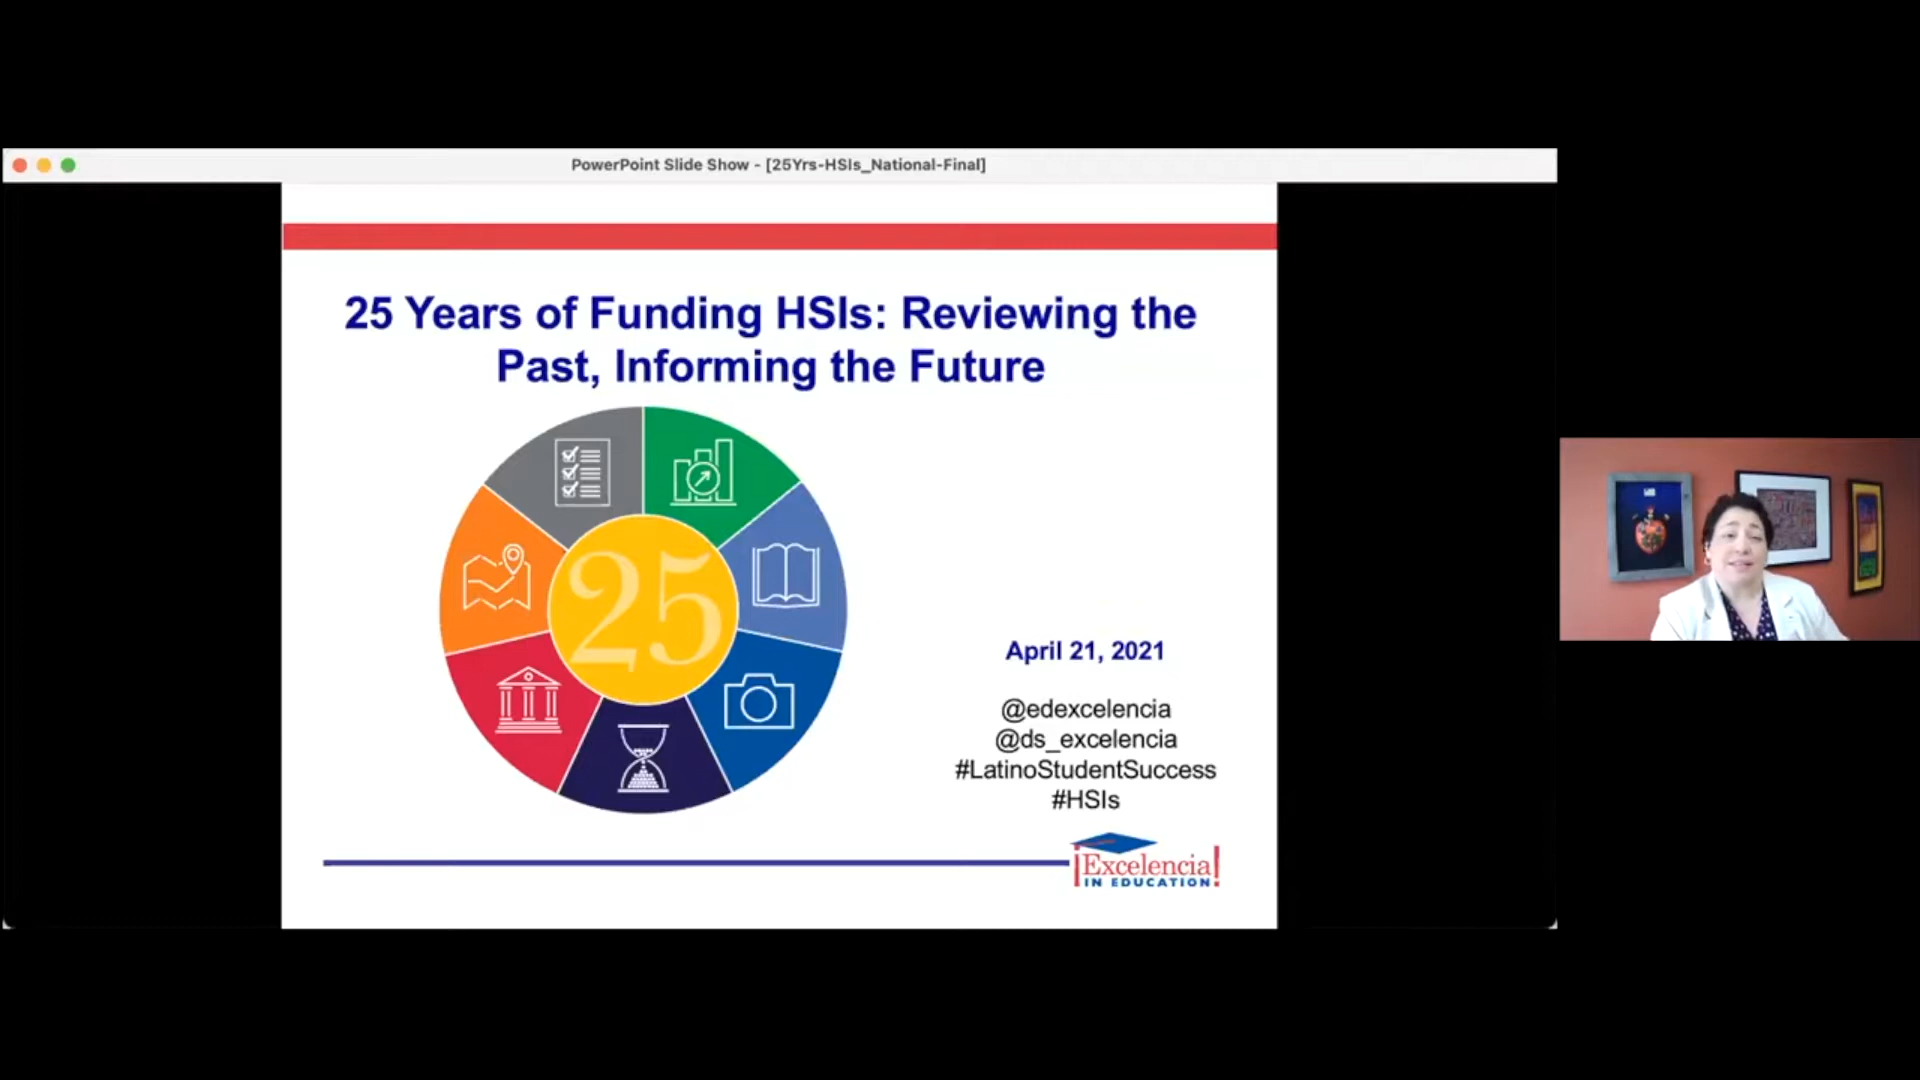 PowerPoint Slide Show - [25Yrs-HSIs_National-Final]
25 Years of Funding HSIs: Reviewing the
Past, Informing the Future
25
April 21, 2021
@edexcelencia
@ds_excelencia
#LatinoStudentSuccess
#HSIs
¡Excelencia!
IN EDUCATION